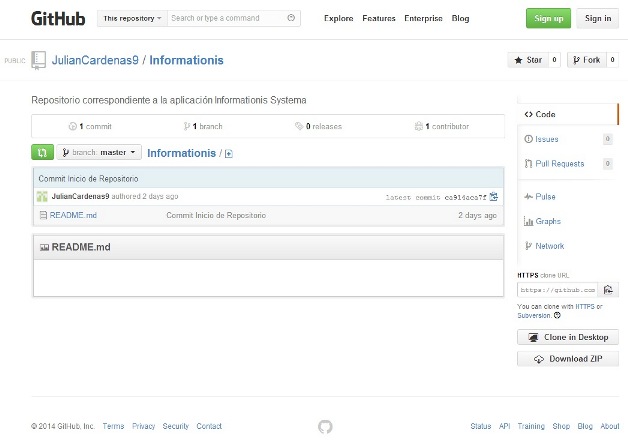 GitHub This repository Search or type a command Explore Features Enterprise Blog Sign up Sign in
PUBLIC JulianCardenas9 / Informationis Star 0 Fork 0
Repositorio correspondiente a la aplicación Informationis Systema
1 commit 1 branch 0 releases 1 contributor
branch: master Informationis /
Commit Inicio de Repositorio
JulianCardenas9 authored 2 days ago latest commit ca914aca7f
README.md Commit Inicio de Repositorio 2 days ago
README.md
Code
Issues 0
Pull Requests 0
Pulse
Graphs
Network
HTTPS clone URL
https://github.com
You can clone with HTTPS or
Subversion.
Clone in Desktop
Download ZIP
© 2014 GitHub, Inc. Terms Privacy Security Contact Status API Training Shop Blog About